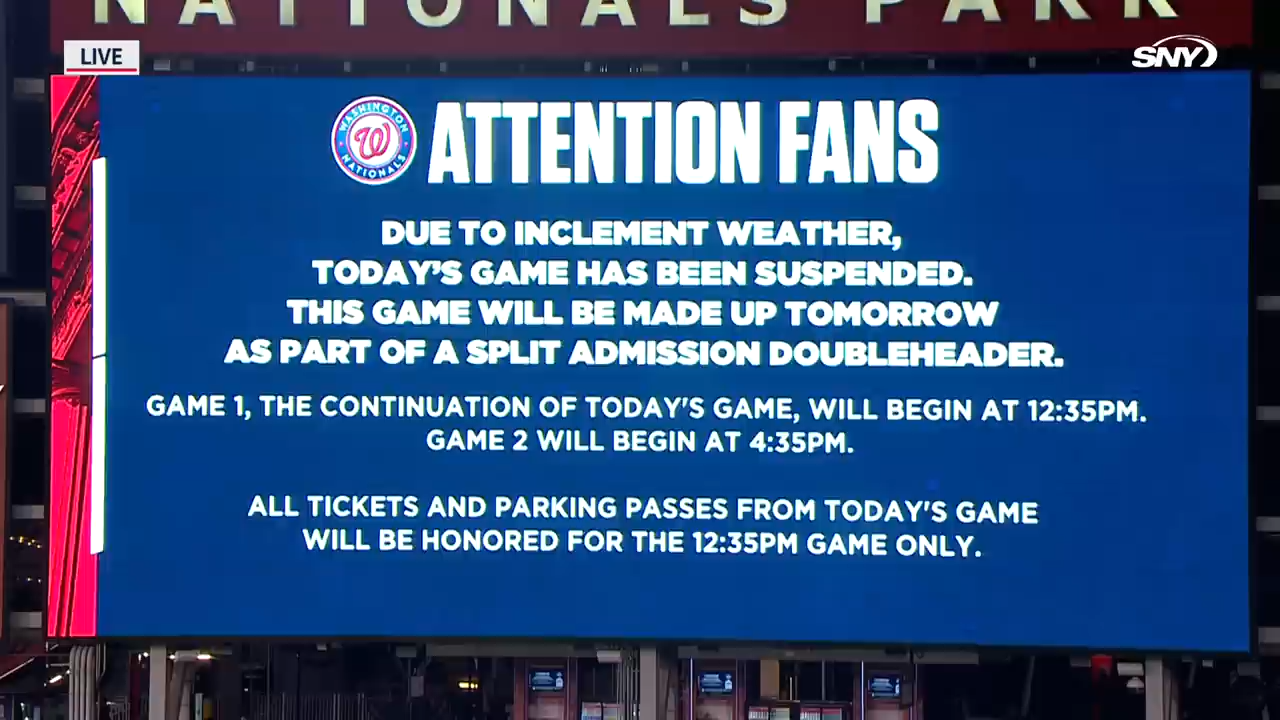 NATIONALS PARK
LIVE
SNY
WASHINGTON
W
NATIONALS
ATTENTION FANS
DUE TO INCLEMENT WEATHER,
TODAY'S GAME HAS BEEN SUSPENDED.
THIS GAME WILL BE MADE UP TOMORROW
AS PART OF A SPLIT ADMISSION DOUBLEHEADER.
GAME 1, THE CONTINUATION OF TODAY'S GAME, WILL BEGIN AT 12:35PM.
GAME 2 WILL BEGIN AT 4:35PM.
ALL TICKETS AND PARKING PASSES FROM TODAY'S GAME
WILL BE HONORED FOR THE 12:35PM GAME ONLY.